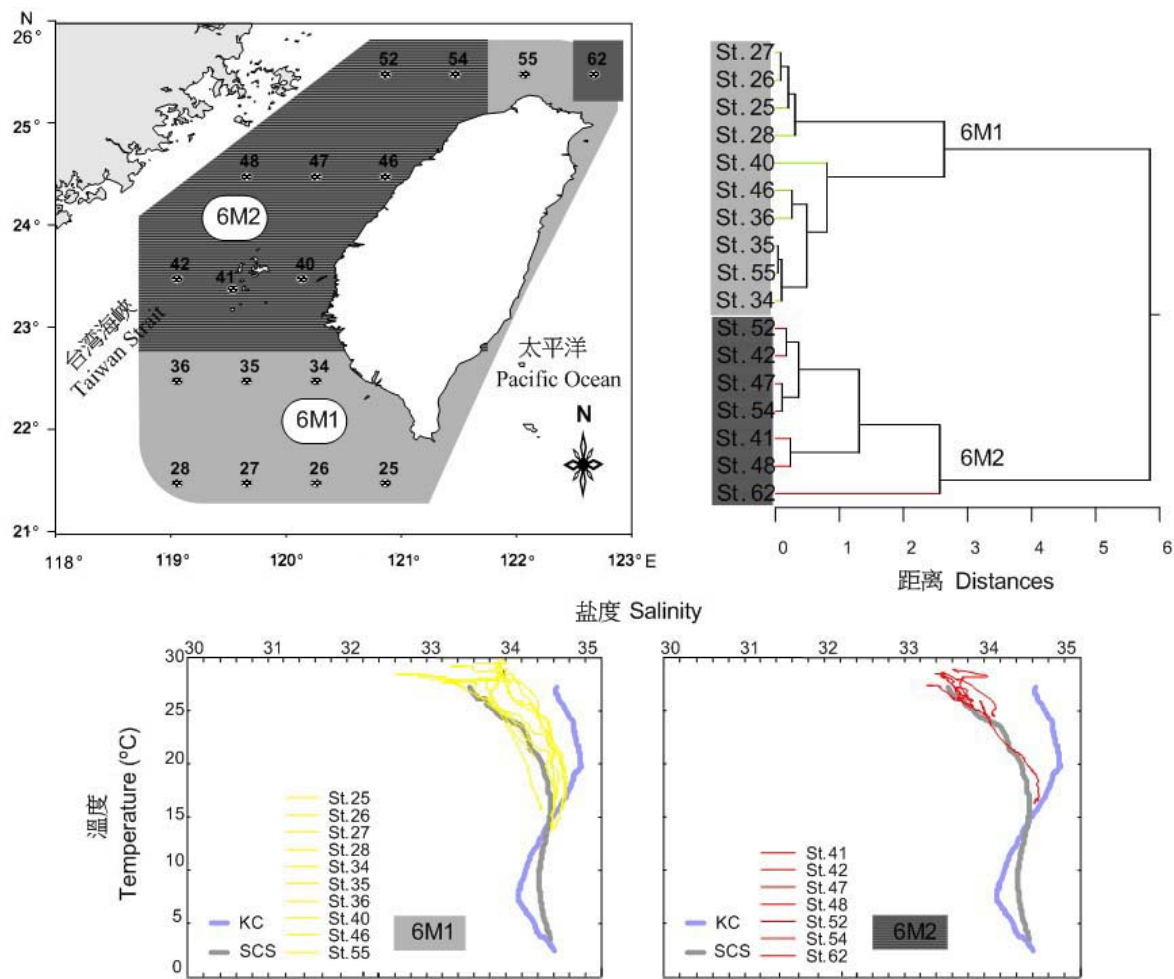 N
26°
25°
24°
23°
22°
21°
52 54 55 62
48 47 46
6M2
42 41 40
台湾海峽
Taiwan Strait
太平洋
Pacific Ocean
36 35 34
N
6M1
28 27 26 25
118° 119° 120° 121° 122° 123° E
St. 27
St. 26
St. 25
St. 28
St. 40
St. 46
St. 36
St. 35
St. 55
St. 34
St. 52
St. 42
St. 47
St. 54
St. 41
St. 48
St. 62
6M1
6M2
0 1 2 3 4 5 6
距离 Distances
盐度 Salinity
30 31 32 33 34 35
30
25
20
15
10
5
0
溫度
Temperature (ºC)
St.25
St.26
St.27
St.28
St.34
St.35
St.36
St.40
St.46
St.55
KC
SCS
6M1
30 31 32 33 34 35
St.41
St.42
St.47
St.48
St.52
St.54
St.62
KC
SCS
6M2